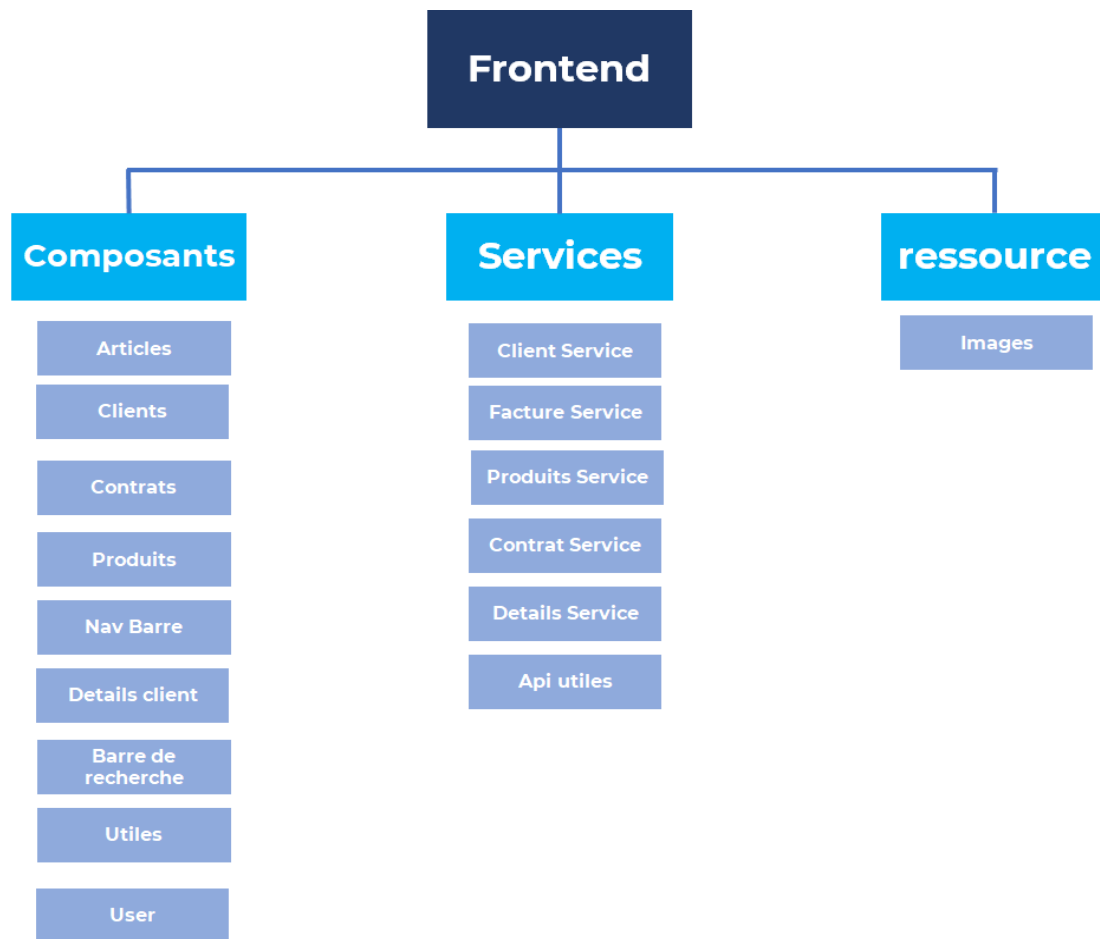 Frontend
Composants
Services
ressource
Articles
Clients
Contrats
Produits
Nav Barre
Details client
Barre de
recherche
Utiles
User
Client Service
Facture Service
Produits Service
Contrat Service
Details Service
Api utiles
Images